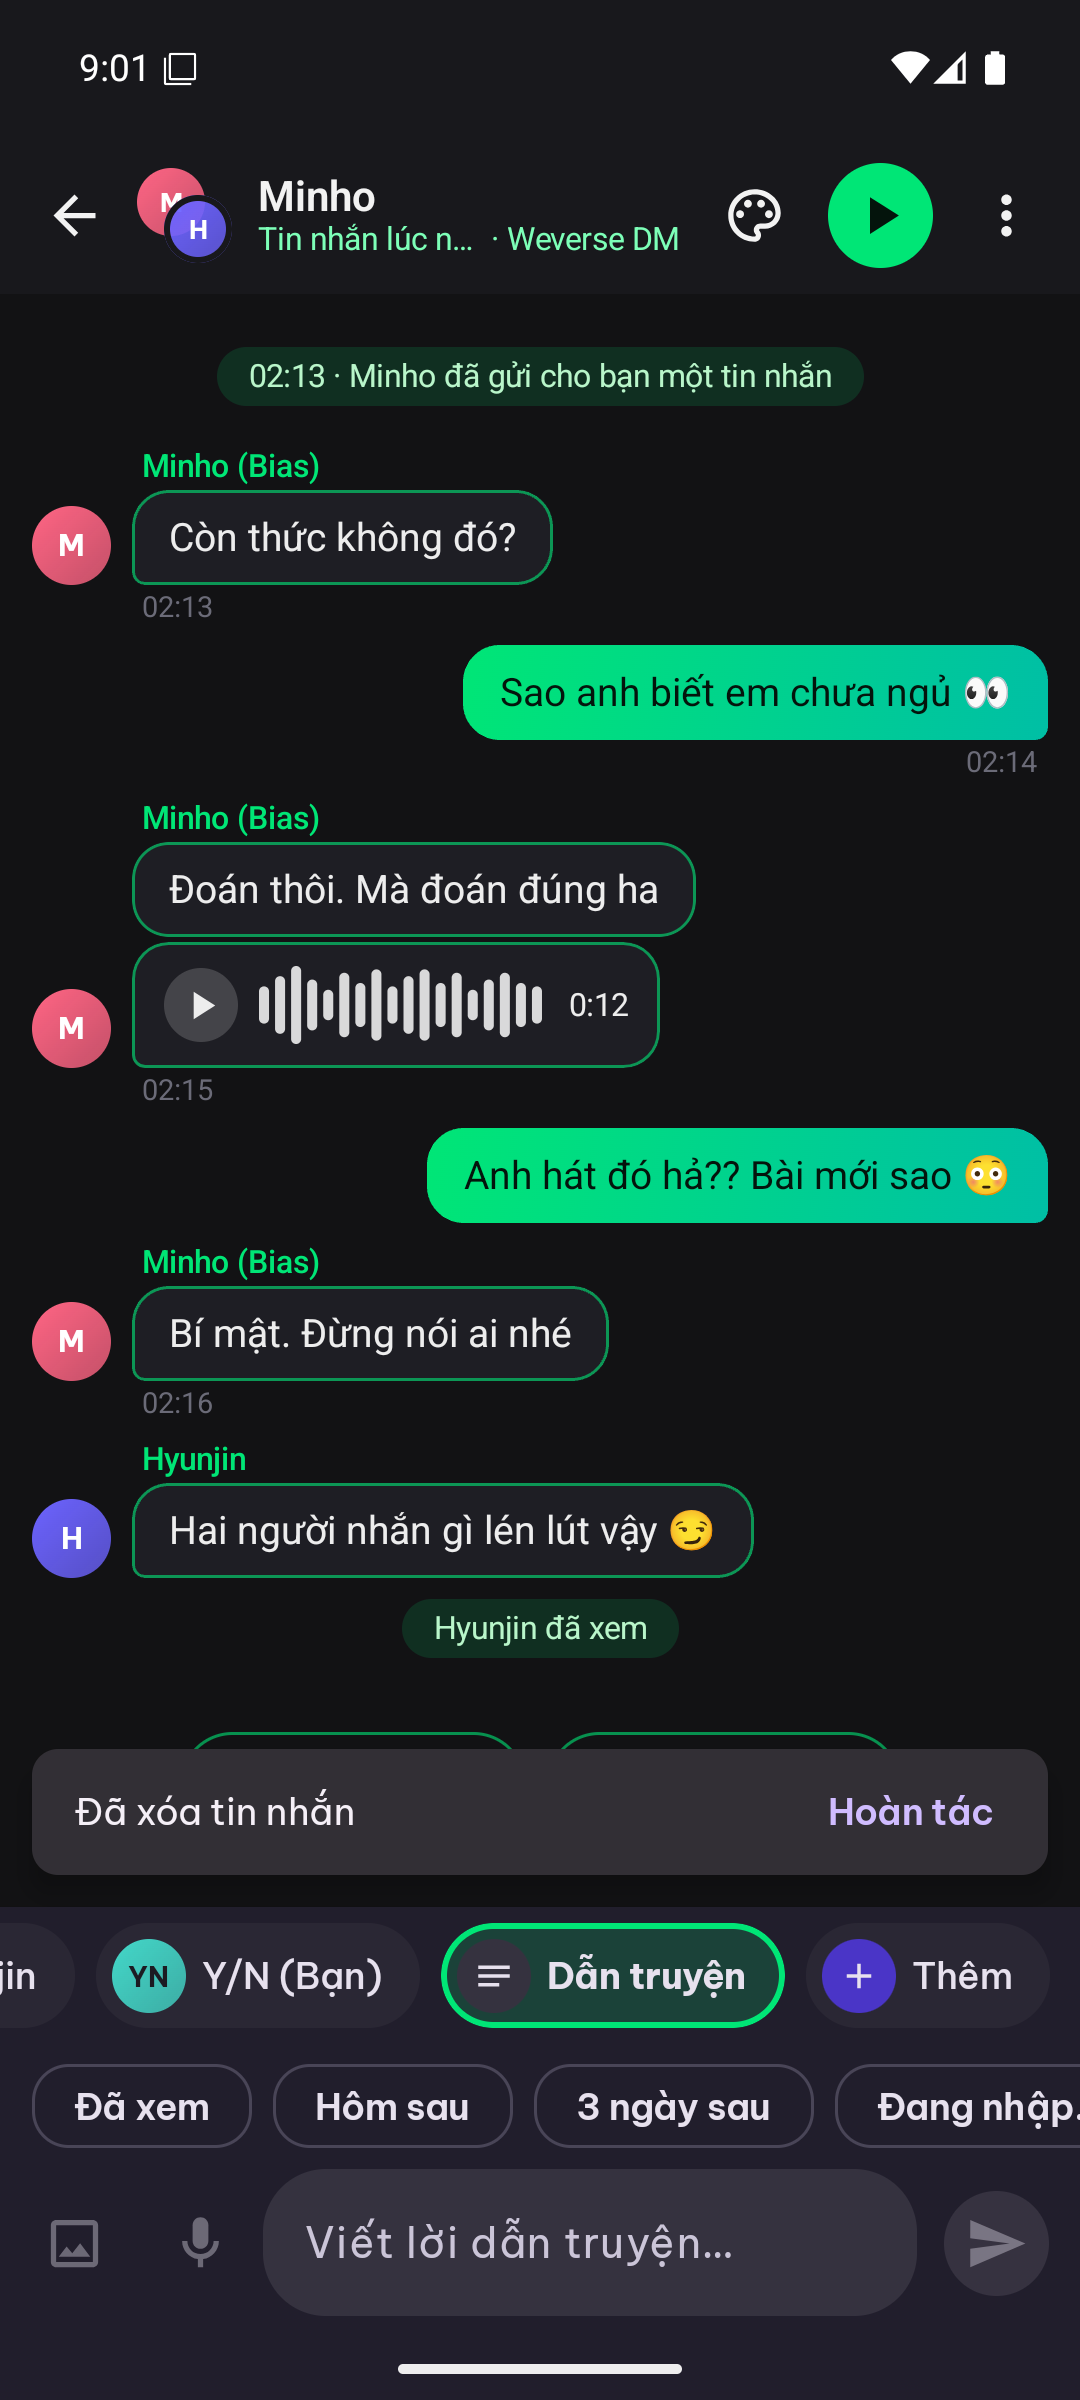 9:01
M
H
Minho
Tin nhắn lúc n... · Weverse DM
02:13 · Minho đã gửi cho bạn một tin nhắn
Minho (Bias)
M
Còn thức không đó?
02:13
Sao anh biết em chưa ngủ 👀
02:14
Minho (Bias)
Đoán thôi. Mà đoán đúng ha
M
0:12
02:15
Anh hát đó hả?? Bài mới sao 😳
Minho (Bias)
M
Bí mật. Đừng nói ai nhé
02:16
Hyunjin
H
Hai người nhắn gì lén lút vậy 😏
Hyunjin đã xem
Đã xóa tin nhắn
Hoàn tác
jin
YN
Y/N (Bạn)
Dẫn truyện
Thêm
Đã xem
Hôm sau
3 ngày sau
Đang nhập.
Viết lời dẫn truyện...